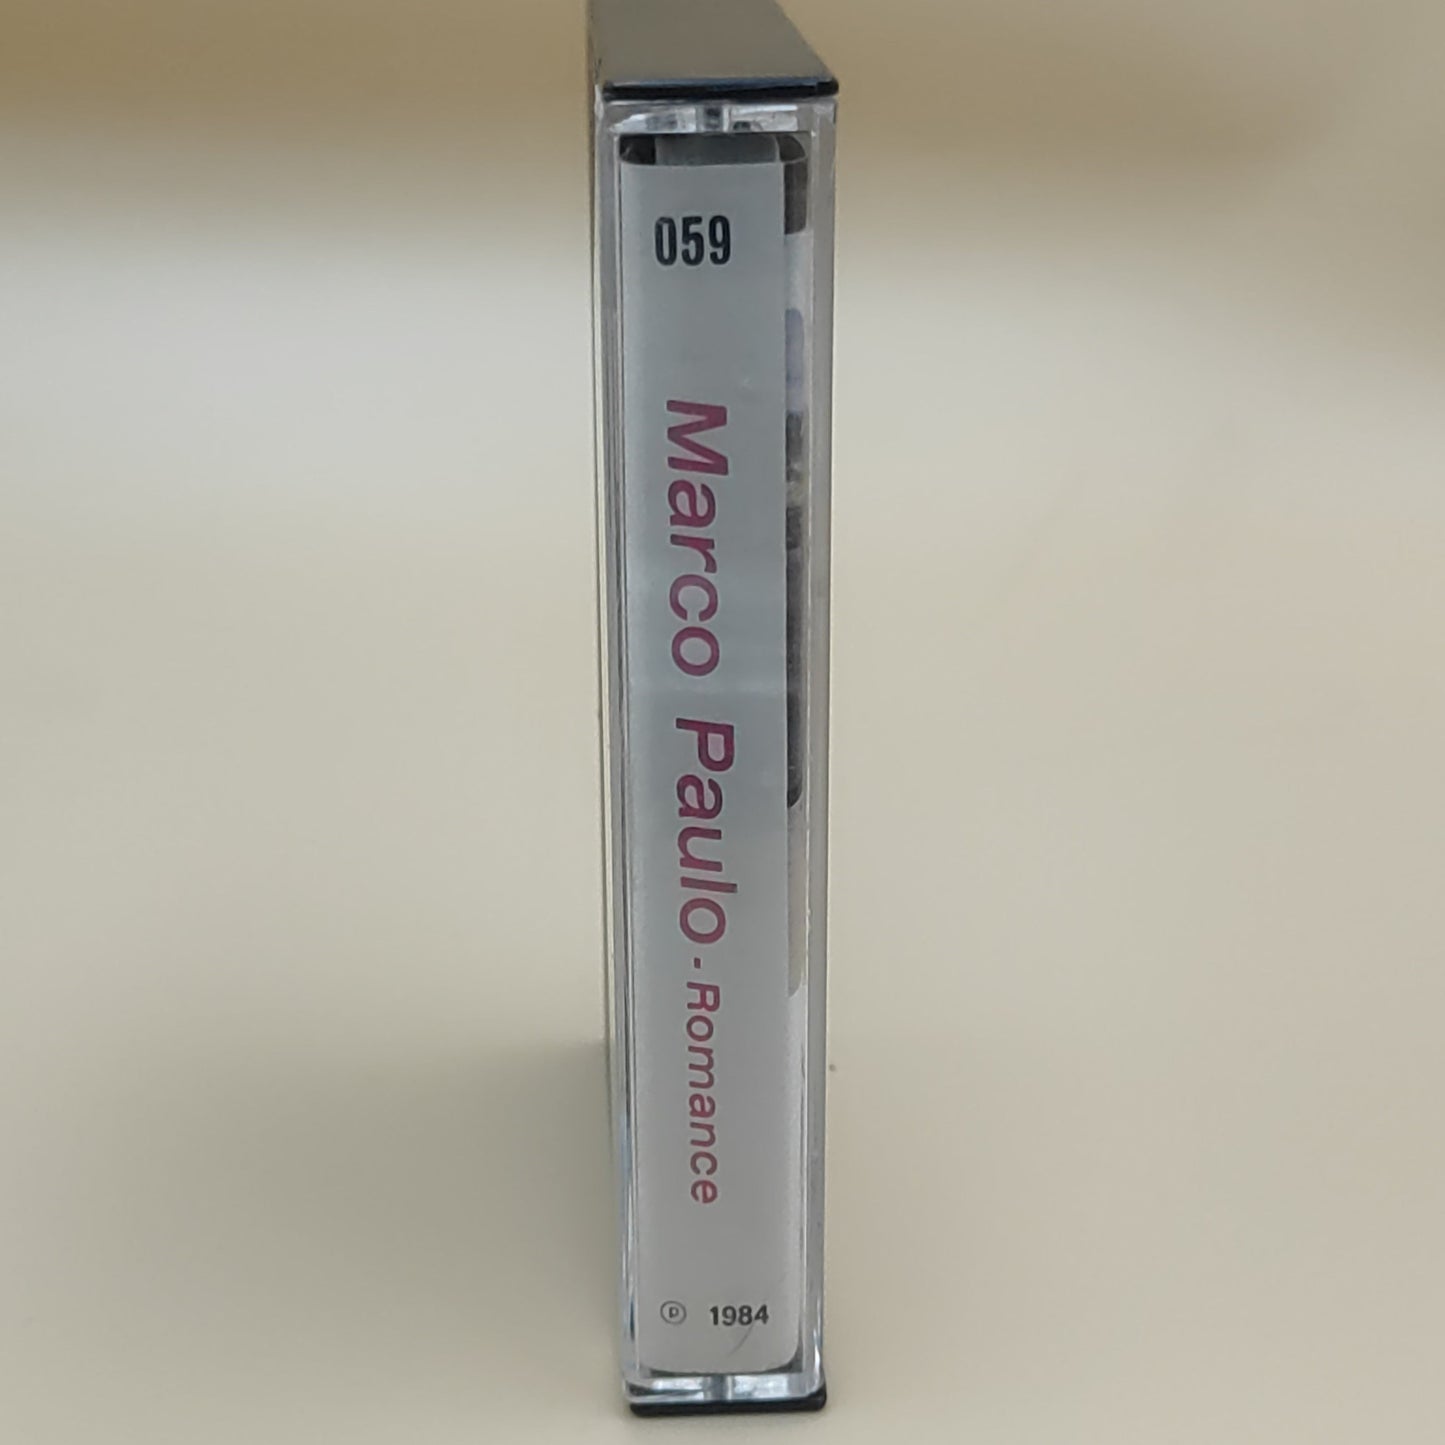 059
Marco Paulo - Romance
℗ 1984